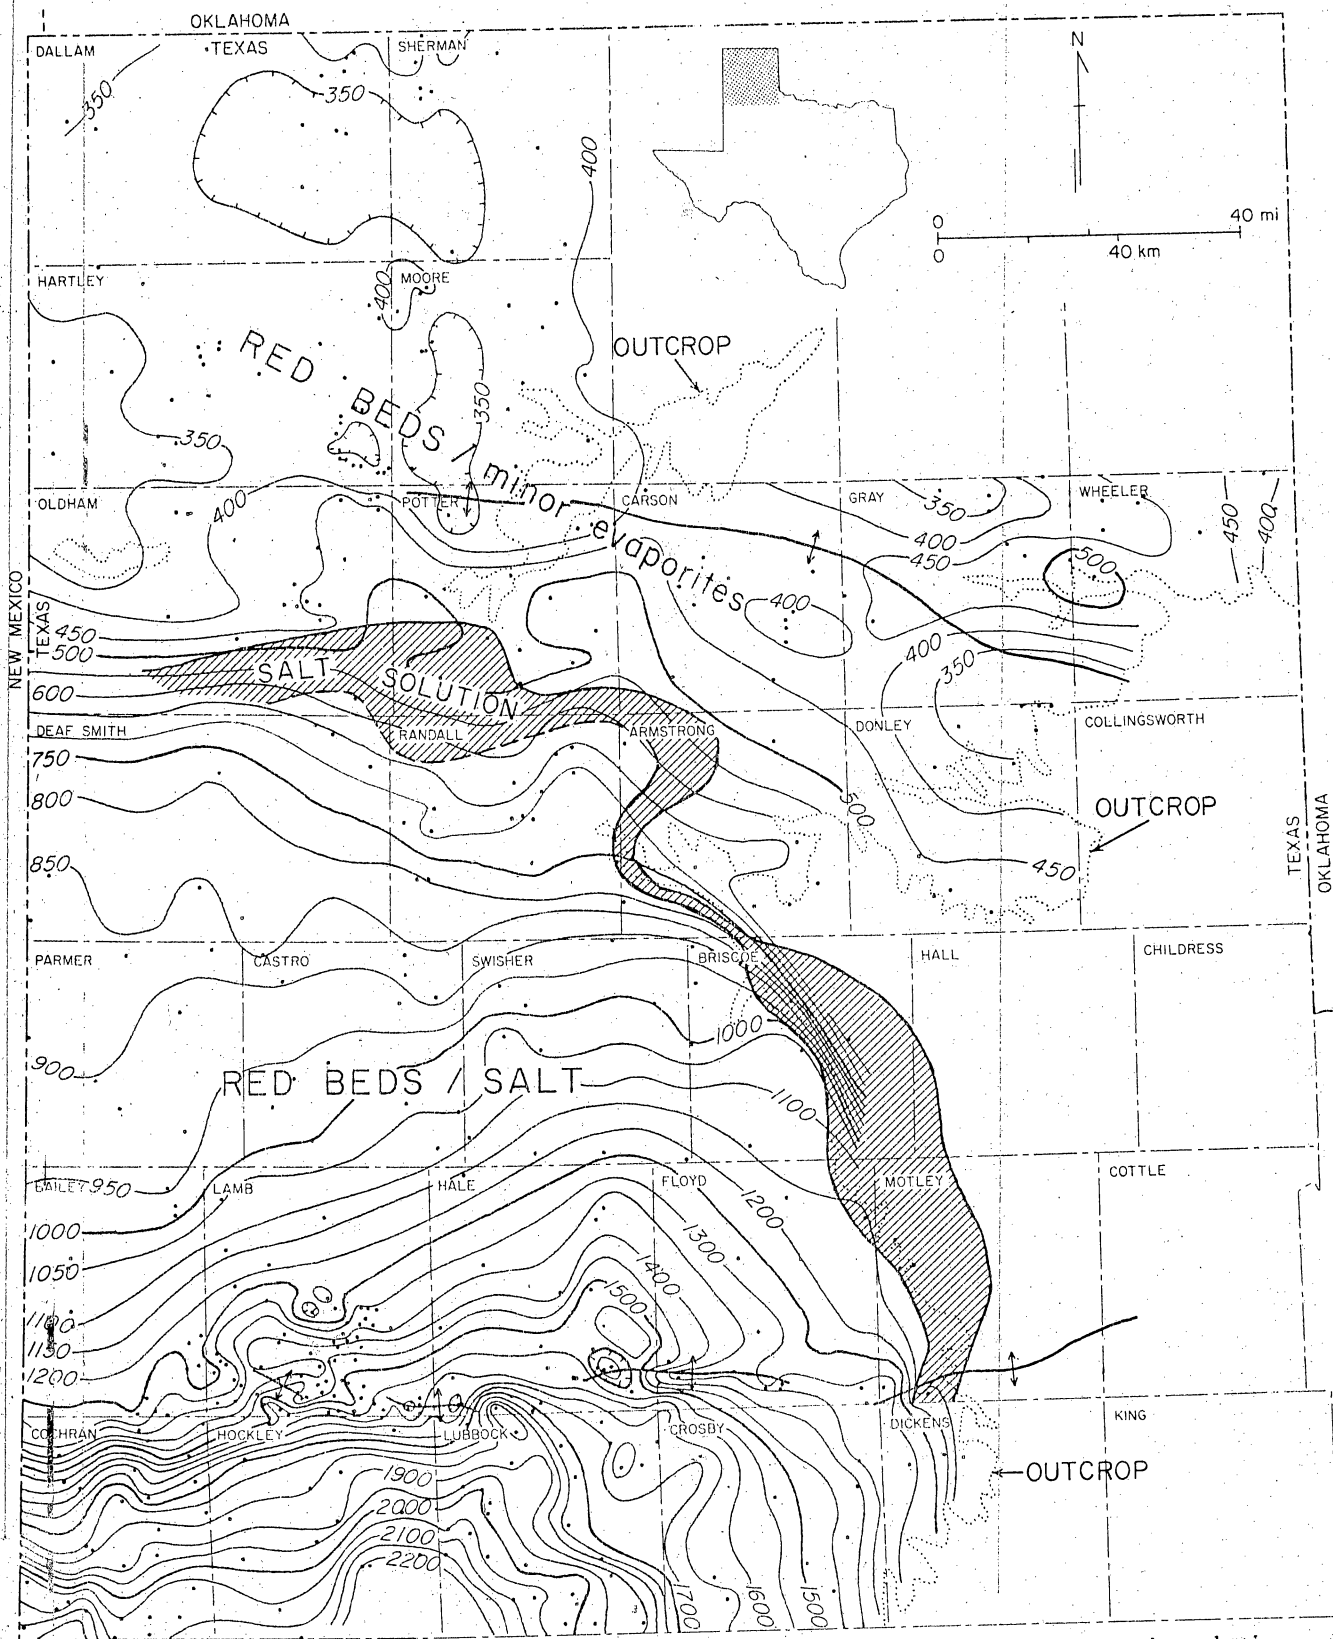 OKLAHOMA
TEXAS
DALLAM
SHERMAN
350
350
400
N
0
40 mi
0
40 km
HARTLEY
MOORE
400
RED BEDS / minor evaporites
OUTCROP
350
350
OLDHAM
POTTER
CARSON
GRAY
WHEELER
400
350
400
450
500
450
400
NEW MEXICO
TEXAS
400
450
500
600
400
350
SALT SOLUTION
DEAF SMITH
RANDALL
ARMSTRONG
DONLEY
COLLINGSWORTH
750
800
850
500
450
OUTCROP
TEXAS
OKLAHOMA
PARMER
CASTRO
SWISHER
BRISCOE
HALL
CHILDRESS
1000
900
RED BEDS / SALT
1100
BAILEY
950
LAMB
HALE
FLOYD
MOTLEY
COTTLE
1000
1050
1100
1150
1200
1200
1300
1400
1500
COCHRAN
HOCKLEY
LUBBOCK
CROSBY
DICKENS
KING
OUTCROP
1900
2000
2100
2200
1700
1600
1500